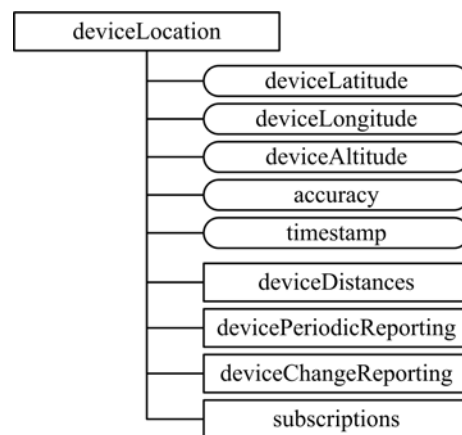 deviceLocation
deviceLatitude
deviceLongitude
deviceAltitude
accuracy
timestamp
deviceDistances
devicePeriodicReporting
deviceChangeReporting
subscriptions